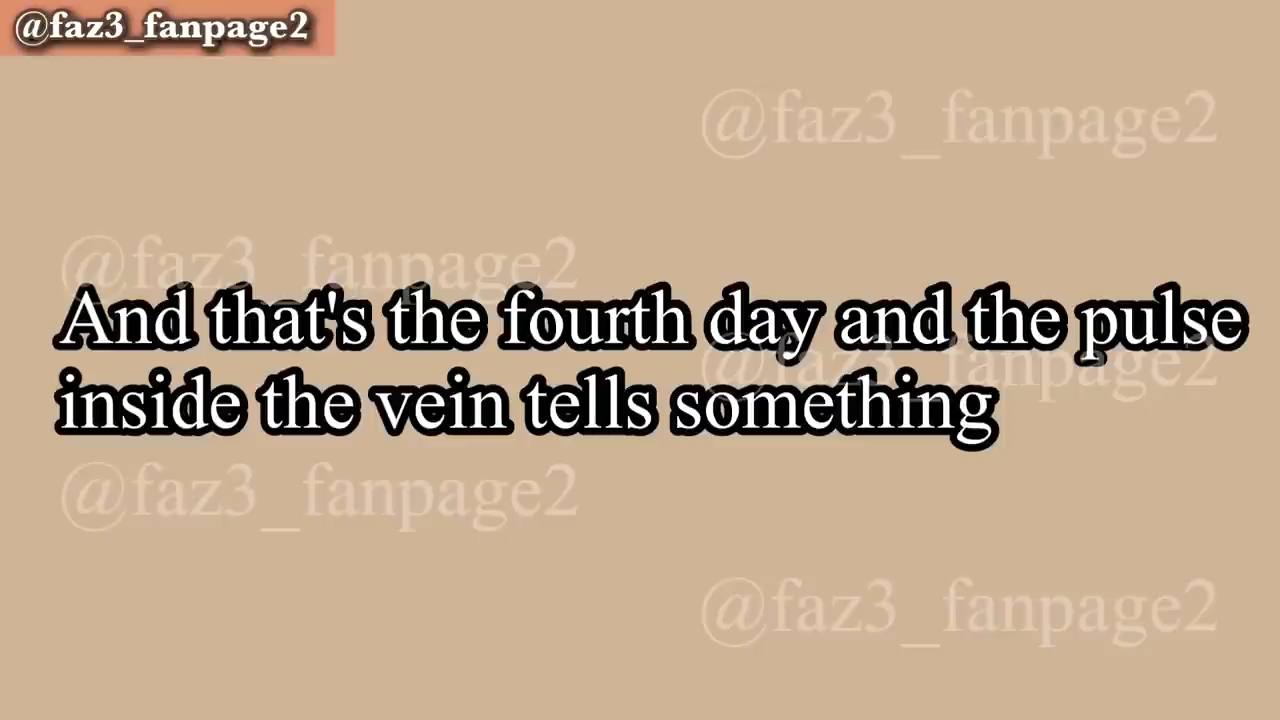 @faz3_fanpage2
@faz3_fanpage2
@faz3_fanpage2
And that's the fourth day and the pulse
@faz3_fanpage2
inside the vein tells something
@faz3_fanpage2
@faz3_fanpage2